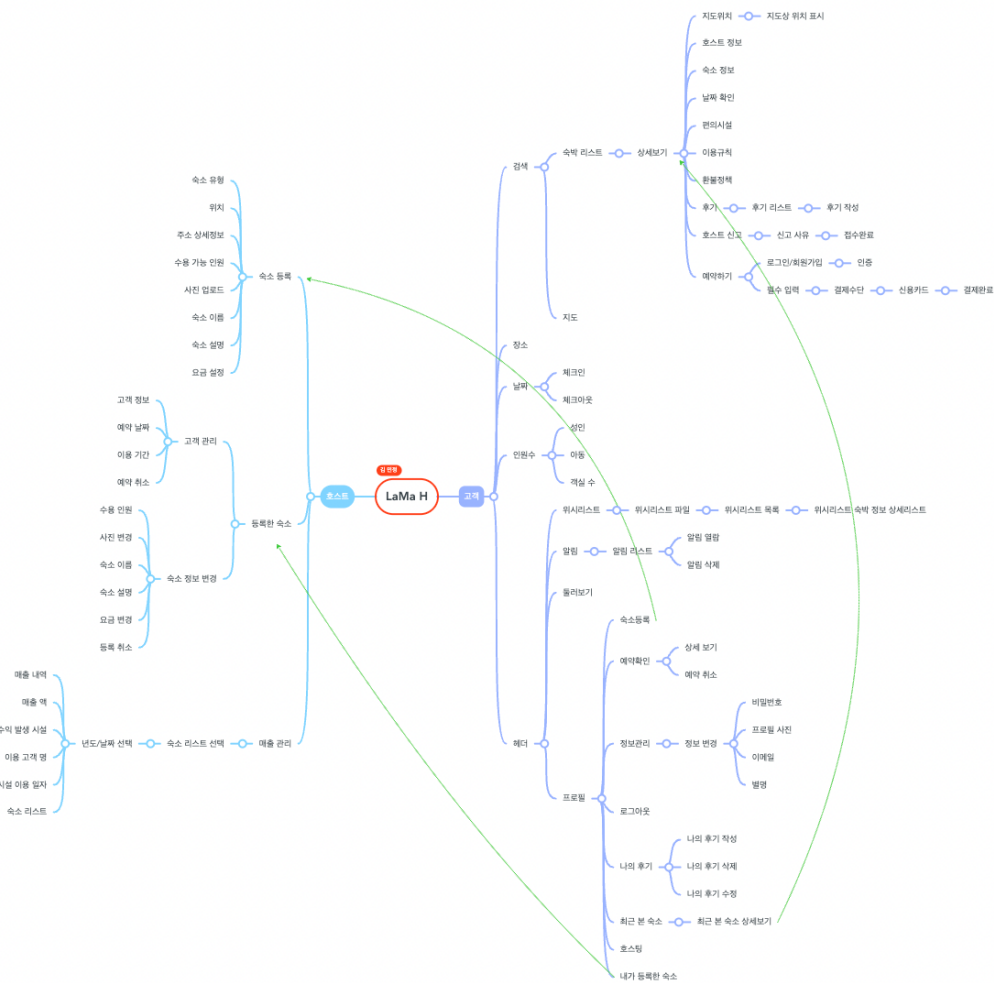 김 민정
LaMa H
호스트
숙소 등록
숙소 유형
위치
주소 상세정보
수용 가능 인원
사진 업로드
숙소 이름
숙소 설명
요금 설정
등록한 숙소
고객 관리
고객 정보
예약 날짜
이용 기간
예약 취소
숙소 정보 변경
수용 인원
사진 변경
숙소 이름
숙소 설명
요금 변경
등록 취소
매출 관리
숙소 리스트 선택
년도/날짜 선택
매출 내역
매출 액
수익 발생 시설
이용 고객 명
시설 이용 일자
숙소 리스트
고객
검색
숙박 리스트
상세보기
지도위치
지도상 위치 표시
호스트 정보
숙소 정보
날짜 확인
편의시설
이용규칙
환불정책
후기
후기 리스트
후기 작성
호스트 신고
신고 사유
접수완료
예약하기
로그인/회원가입
인증
필수 입력
결제수단
신용카드
결제완료
지도
장소
날짜
체크인
체크아웃
인원수
성인
아동
객실 수
헤더
위시리스트
위시리스트 파일
위시리스트 목록
위시리스트 숙박 정보 상세리스트
알림
알림 리스트
알림 열람
알림 삭제
둘러보기
프로필
숙소등록
예약확인
상세 보기
예약 취소
정보관리
정보 변경
비밀번호
프로필 사진
이메일
별명
로그아웃
나의 후기
나의 후기 작성
나의 후기 삭제
나의 후기 수정
최근 본 숙소
최근 본 숙소 상세보기
호스팅
내가 등록한 숙소